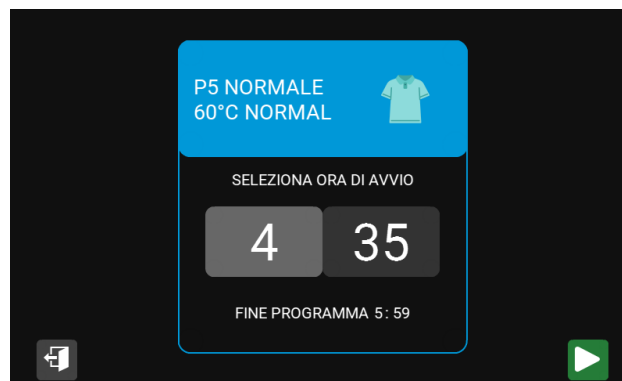 P5 NORMALE
60°C NORMAL
SELEZIONA ORA DI AVVIO
4 35
FINE PROGRAMMA 5:59